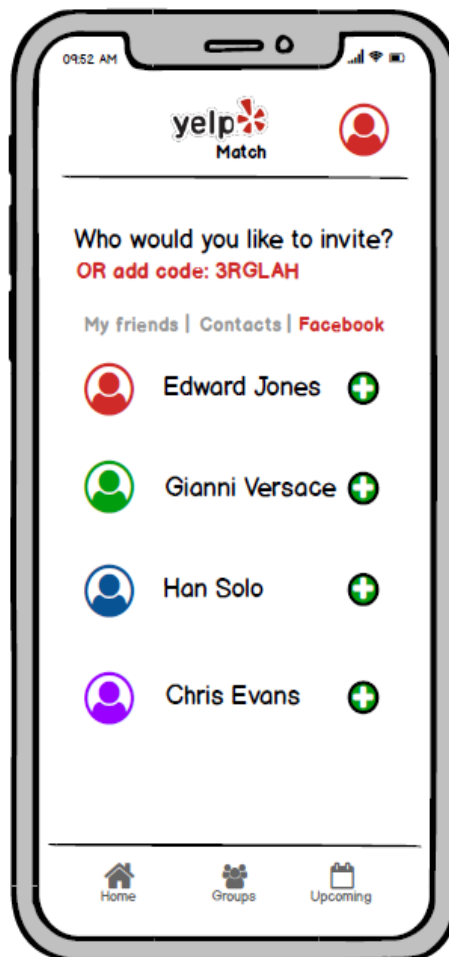 09:52 AM
yelp
Match
Who would you like to invite?
OR add code: 3RGLAH
My friends | Contacts | Facebook
Edward Jones
Gianni Versace
Han Solo
Chris Evans
Home Groups Upcoming